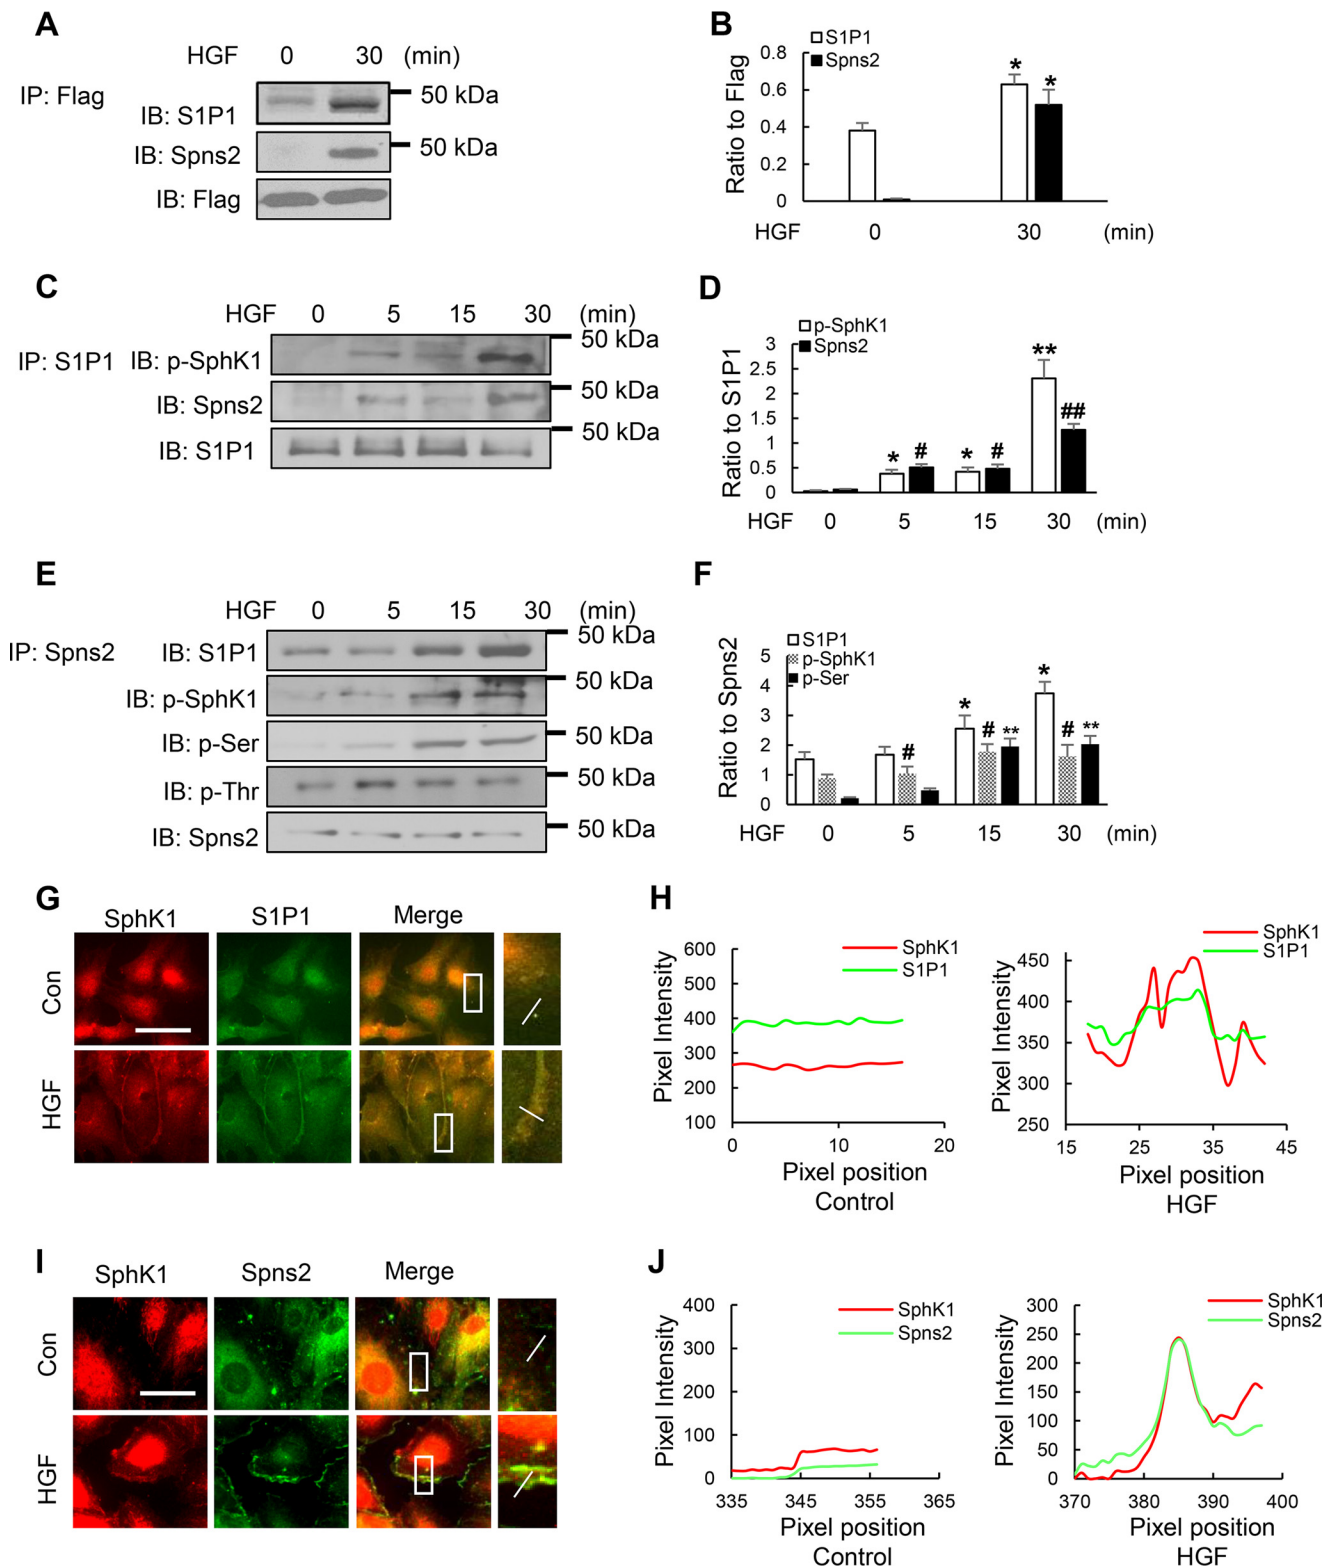 A
HGF 0 30 (min)
IP: Flag
IB: S1P1
50 kDa
IB: Spns2
50 kDa
IB: Flag
B
S1P1
Spns2
Ratio to Flag
0.8
0.6
0.4
0.2
0
* *
HGF 0 30 (min)
C
HGF 0 5 15 30 (min)
IP: S1P1 IB: p-SphK1
50 kDa
IB: Spns2
50 kDa
IB: S1P1
50 kDa
D
p-SphK1
Spns2
Ratio to S1P1
3
2.5
2
1.5
1
0.5
0
* # * # ** ##
HGF 0 5 15 30 (min)
E
HGF 0 5 15 30 (min)
IP: Spns2 IB: S1P1
50 kDa
IB: p-SphK1
50 kDa
IB: p-Ser
50 kDa
IB: p-Thr
50 kDa
IB: Spns2
50 kDa
F
S1P1
p-SphK1
p-Ser
Ratio to Spns2
5
4
3
2
1
0
# * # ** * # **
HGF 0 5 15 30 (min)
G
SphK1 S1P1 Merge
Con
HGF
H
SphK1
S1P1
Pixel Intensity
600
500
400
300
200
100
0 10 20
Pixel position
Control
SphK1
S1P1
Pixel Intensity
450
400
350
300
250
15 25 35 45
Pixel position
HGF
I
SphK1 Spns2 Merge
Con
HGF
J
SphK1
Spns2
Pixel Intensity
400
300
200
100
0
335 345 355 365
Pixel position
Control
SphK1
Spns2
Pixel Intensity
300
250
200
150
100
50
0
370 380 390 400
Pixel position
HGF